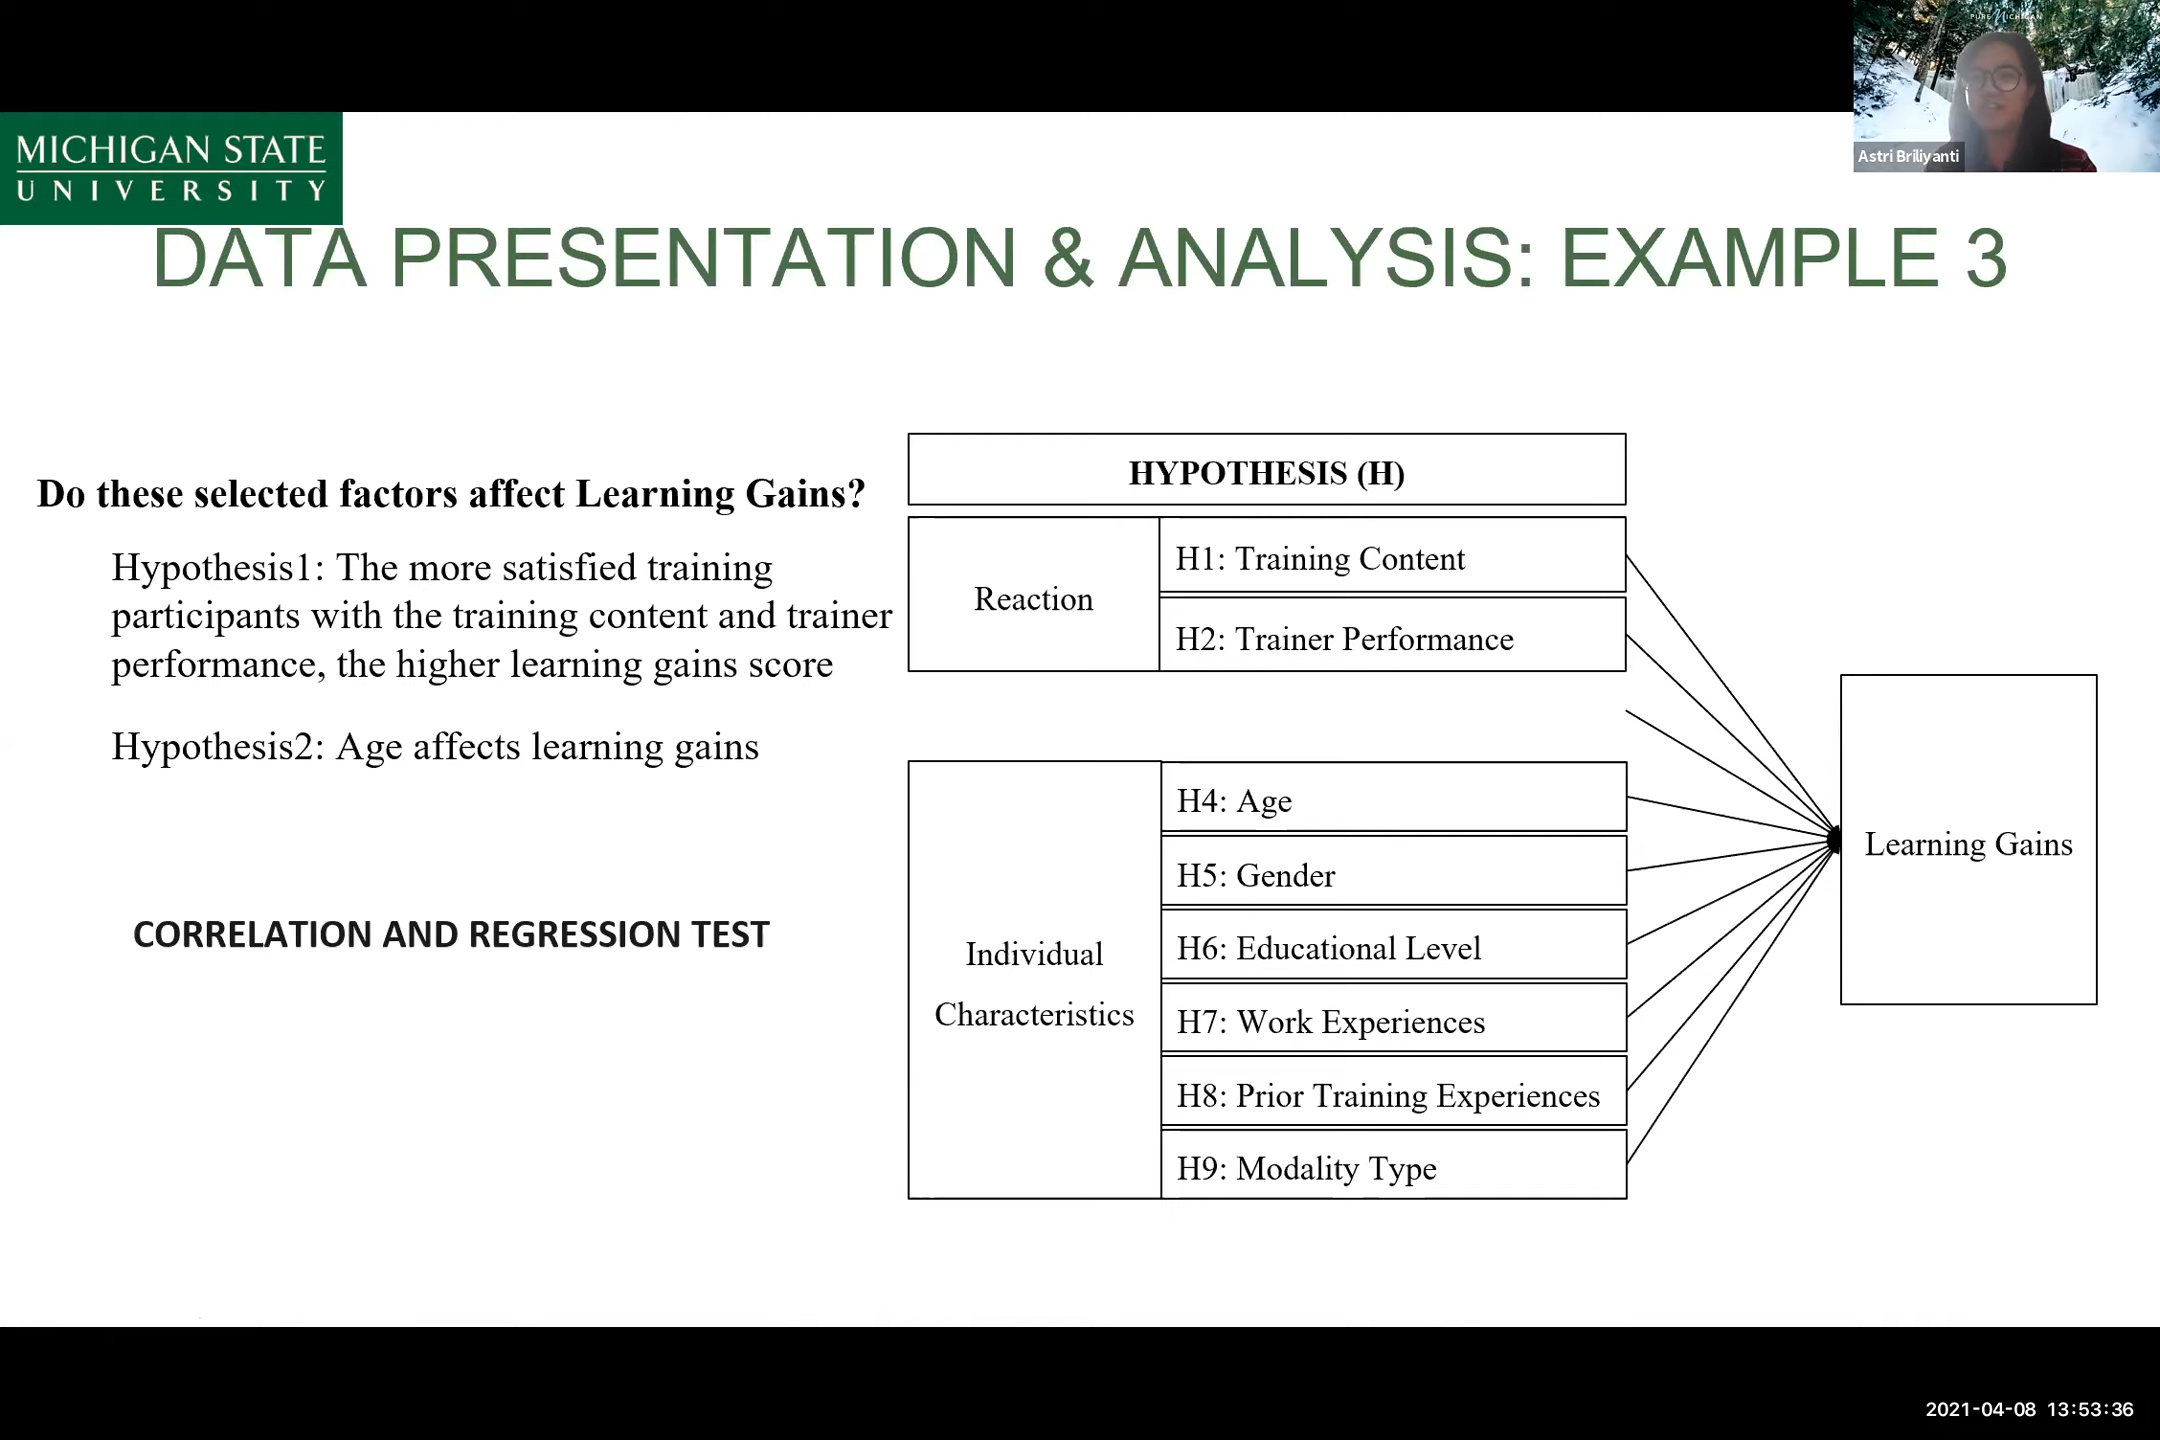 PURE MICHIGAN
Astri Briliyanti
MICHIGAN STATE
UNIVERSITY
DATA PRESENTATION & ANALYSIS: EXAMPLE 3
Do these selected factors affect Learning Gains?
Hypothesis1: The more satisfied training
participants with the training content and trainer
performance, the higher learning gains score
Hypothesis2: Age affects learning gains
CORRELATION AND REGRESSION TEST
HYPOTHESIS (H)
Reaction
H1: Training Content
H2: Trainer Performance
Individual
Characteristics
H4: Age
H5: Gender
H6: Educational Level
H7: Work Experiences
H8: Prior Training Experiences
H9: Modality Type
Learning Gains
2021-04-08 13:53:36